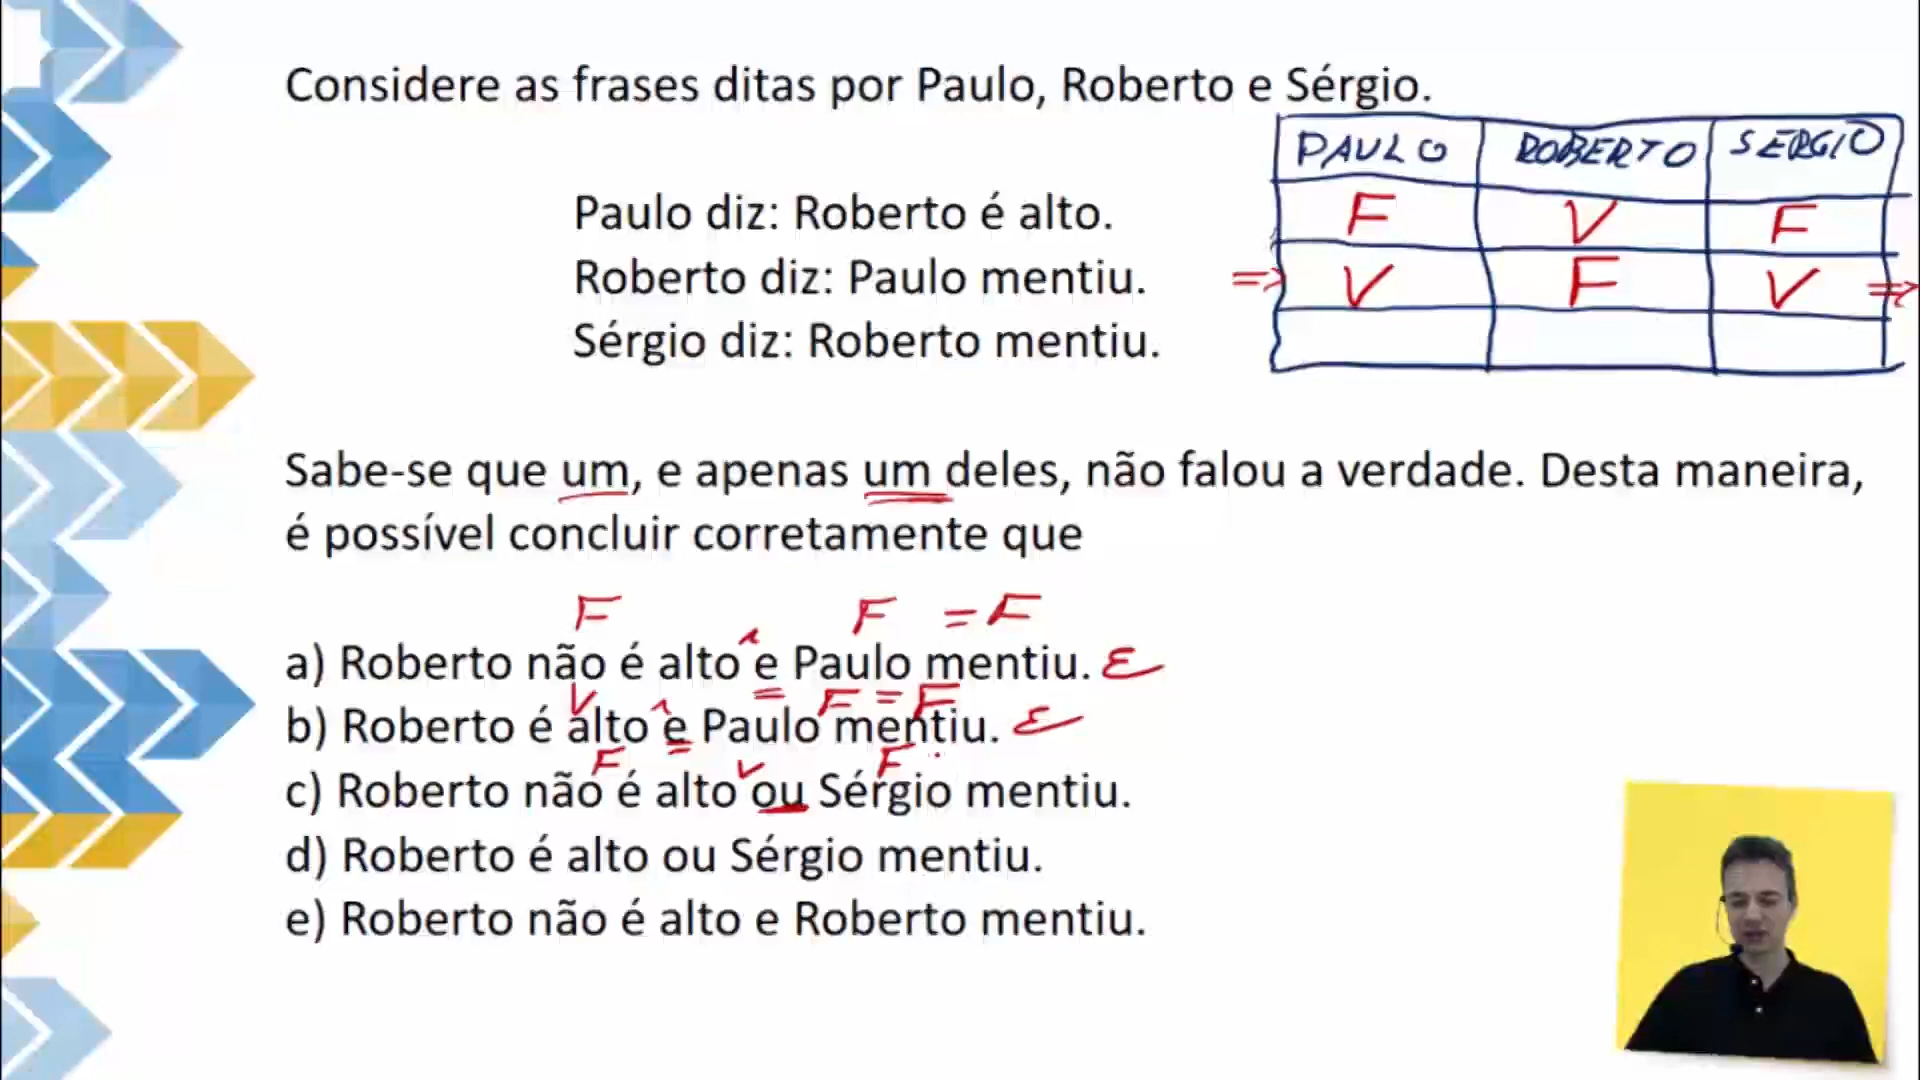 Considere as frases ditas por Paulo, Roberto e Sérgio.
PAULO ROBERTO SERGIO
Paulo diz: Roberto é alto.
F V F
Roberto diz: Paulo mentiu.
=> V F V =>
Sérgio diz: Roberto mentiu.
Sabe-se que um, e apenas um deles, não falou a verdade. Desta maneira,
é possível concluir corretamente que
F F = F
^
a) Roberto não é alto e Paulo mentiu. E
V ^ F = F
b) Roberto é alto e Paulo mentiu. E
F V F
c) Roberto não é alto ou Sérgio mentiu.
d) Roberto é alto ou Sérgio mentiu.
e) Roberto não é alto e Roberto mentiu.